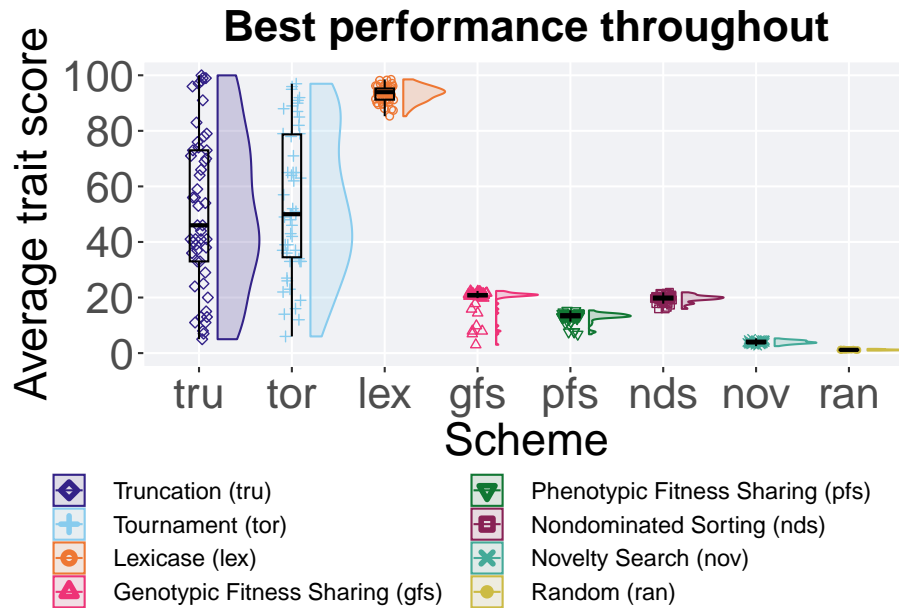 Best performance throughout
Average trait score
100
80
60
40
20
0
tru tor lex gfs pfs nds nov ran
Scheme
Truncation (tru)
Tournament (tor)
Lexicase (lex)
Genotypic Fitness Sharing (gfs)
Phenotypic Fitness Sharing (pfs)
Nondominated Sorting (nds)
Novelty Search (nov)
Random (ran)